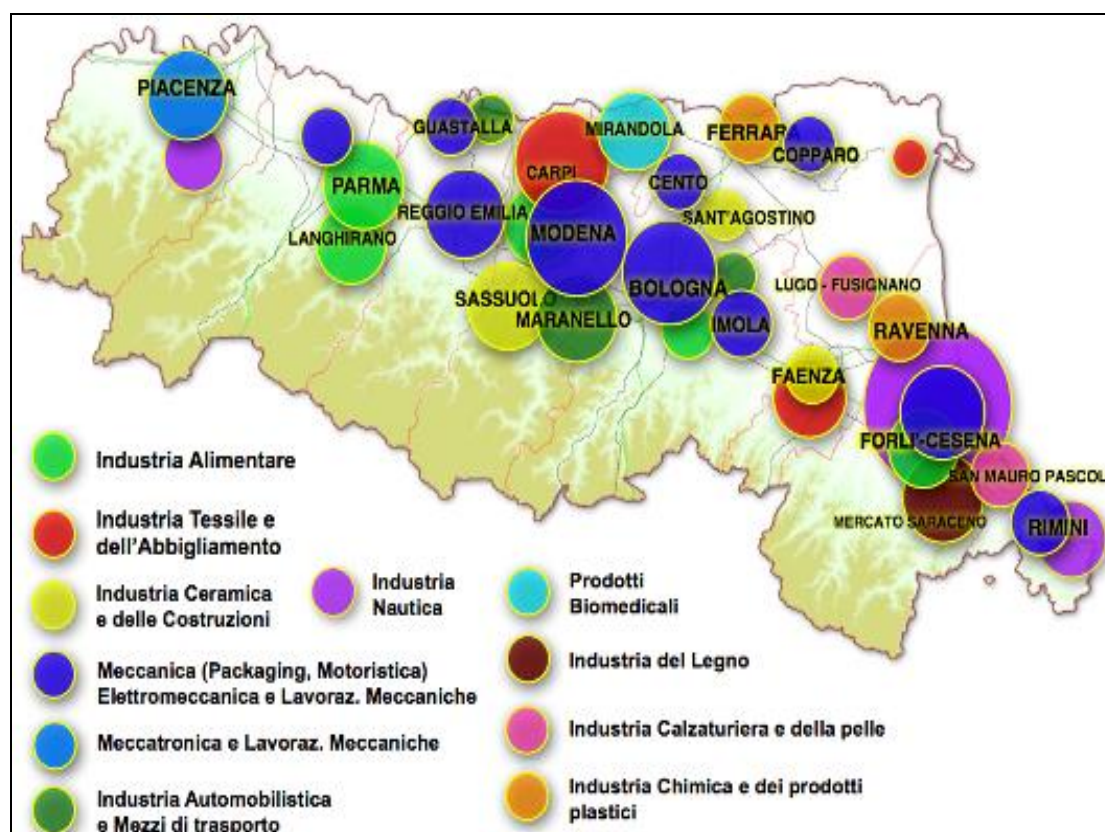 PIACENZA
GUASTALLA
MIRANDOLA
FERRARA
COPPARO
CARPI
CENTO
PARMA
REGGIO EMILIA
SANT'AGOSTINO
LANGHIRANO
MODENA
BOLOGNA
LUGO - FUSIGNANO
SASSUOLO
MARANELLO
IMOLA
RAVENNA
FAENZA
FORLI'-CESENA
SAN MAURO PASCOL
MERCATO SARACENO
RIMINI
Industria Alimentare
Industria Tessile e
dell'Abbigliamento
Industria Ceramica
e delle Costruzioni
Meccanica (Packaging, Motoristica)
Elettromeccanica e Lavoraz. Meccaniche
Meccatronica e Lavoraz. Meccaniche
Industria Automobilistica
e Mezzi di trasporto
Industria
Nautica
Prodotti
Biomedicali
Industria del Legno
Industria Calzaturiera e della pelle
Industria Chimica e dei prodotti
plastici